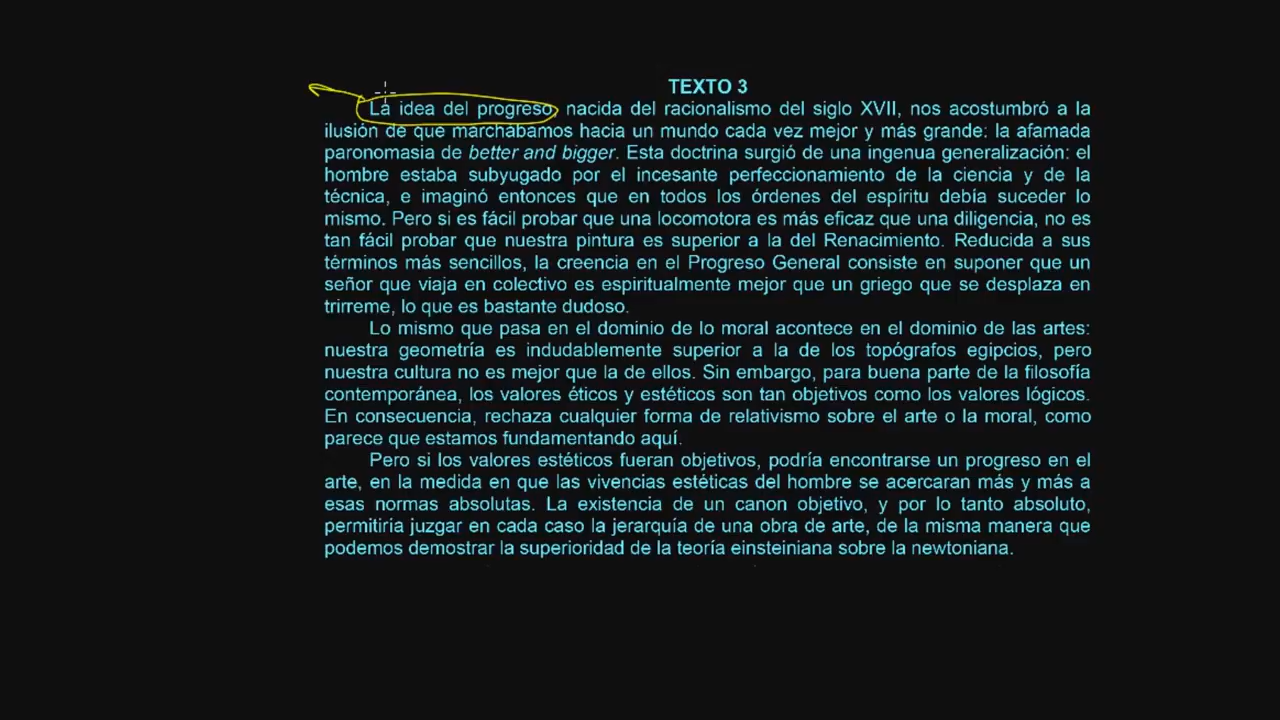 TEXTO 3
La idea del progreso, nacida del racionalismo del siglo XVII, nos acostumbró a la
ilusión de que marchábamos hacia un mundo cada vez mejor y más grande: la afamada
paronomasia de better and bigger. Esta doctrina surgió de una ingenua generalización: el
hombre estaba subyugado por el incesante perfeccionamiento de la ciencia y de la
técnica, e imaginó entonces que en todos los órdenes del espíritu debía suceder lo
mismo. Pero si es fácil probar que una locomotora es más eficaz que una diligencia, no es
tan fácil probar que nuestra pintura es superior a la del Renacimiento. Reducida a sus
términos más sencillos, la creencia en el Progreso General consiste en suponer que un
señor que viaja en colectivo es espiritualmente mejor que un griego que se desplaza en
trirreme, lo que es bastante dudoso.
Lo mismo que pasa en el dominio de lo moral acontece en el dominio de las artes:
nuestra geometría es indudablemente superior a la de los topógrafos egipcios, pero
nuestra cultura no es mejor que la de ellos. Sin embargo, para buena parte de la filosofía
contemporánea, los valores éticos y estéticos son tan objetivos como los valores lógicos.
En consecuencia, rechaza cualquier forma de relativismo sobre el arte o la moral, como
parece que estamos fundamentando aquí.
Pero si los valores estéticos fueran objetivos, podría encontrarse un progreso en el
arte, en la medida en que las vivencias estéticas del hombre se acercaran más y más a
esas normas absolutas. La existencia de un canon objetivo, y por lo tanto absoluto,
permitiría juzgar en cada caso la jerarquía de una obra de arte, de la misma manera que
podemos demostrar la superioridad de la teoría einsteiniana sobre la newtoniana.